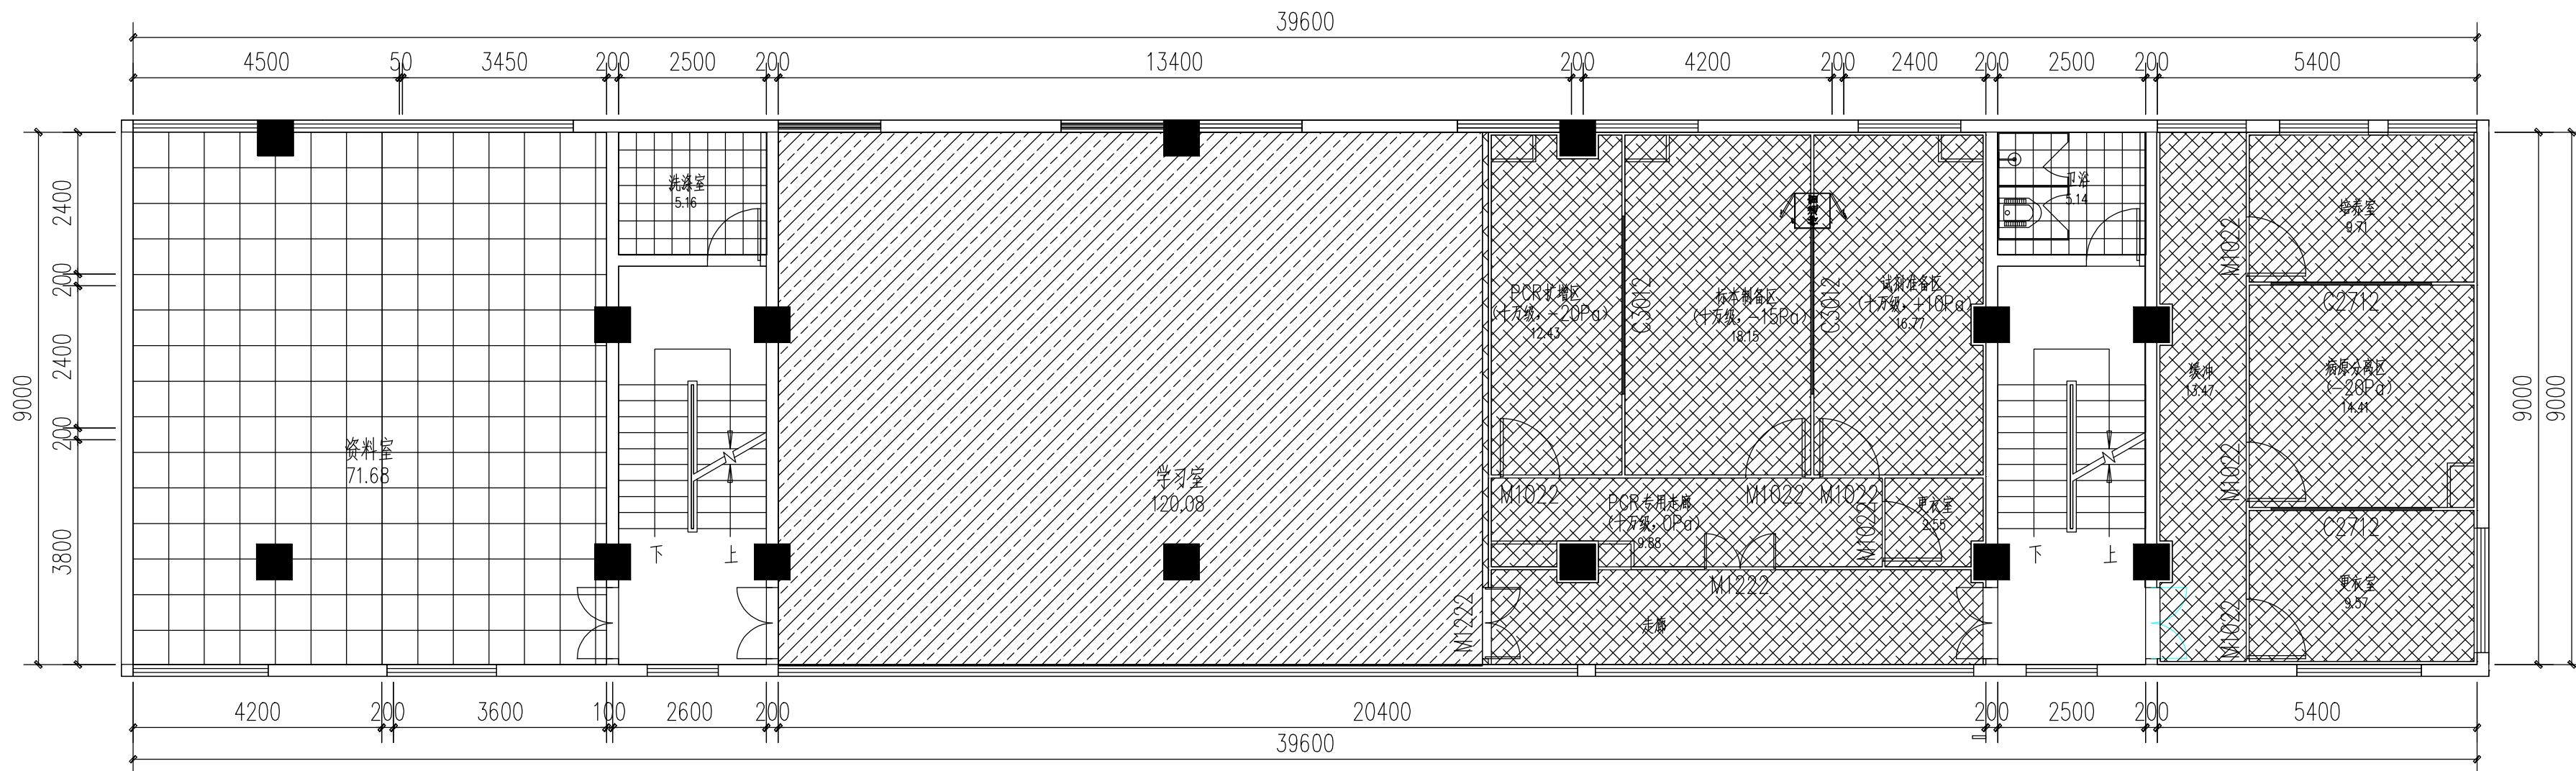 39600
4500
50
3450
200
2500
200
13400
200
4200
200
2400
200
2500
200
5400
9000
2400
200
2400
200
3800
洗涤室
5.16
资料室
71.68
下
上
学习室
120.08
PCR扩增区
(十万级,-20Pa)
12.43
C3012
标本制备区
(十万级,-15Pa)
18.15
C3012
试剂准备区
(十万级,+10Pa)
16.77
M1022
M1022
M1022
PCR专用走廊
(十万级,0Pa)
9.88
M1022
更衣室
2.55
M1222
M1222
走廊
卫浴
5.14
下
上
缓冲
13.47
M1022
培养室
9.71
C2712
病原分离区
(-20Pa)
14.41
M1022
C2712
更衣室
9.57
M1022
9000
9000
4200
200
3600
100
2600
200
20400
200
2500
200
5400
39600